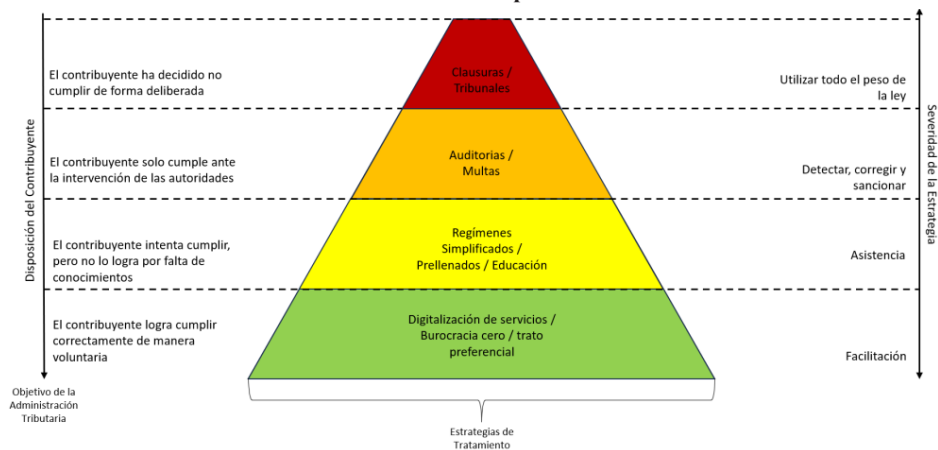 Clausuras /
Tribunales
El contribuyente ha decidido no
cumplir de forma deliberada
Utilizar todo el peso de
la ley
Disposición del Contribuyente
Severidad de la Estrategia
Auditorias /
Multas
El contribuyente solo cumple ante
la intervención de las autoridades
Detectar, corregir y
sancionar
Regímenes
Simplificados /
Prellenados / Educación
El contribuyente intenta cumplir,
pero no lo logra por falta de
conocimientos
Asistencia
Digitalización de servicios /
Burocracia cero / trato
preferencial
El contribuyente logra cumplir
correctamente de manera
voluntaria
Facilitación
Objetivo de la
Administración
Tributaria
Estrategias de
Tratamiento